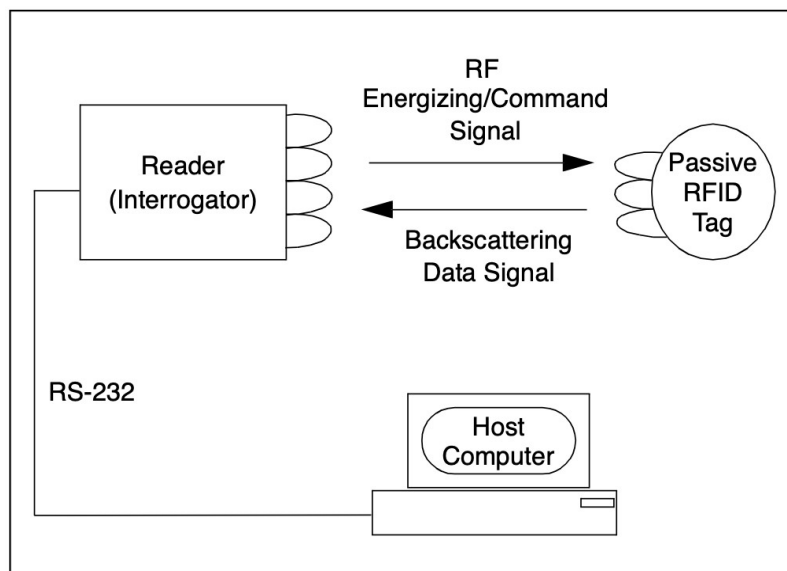 RF
Energizing/Command
Signal
Reader
(Interrogator)
Passive
RFID
Tag
Backscattering
Data Signal
RS-232
Host
Computer